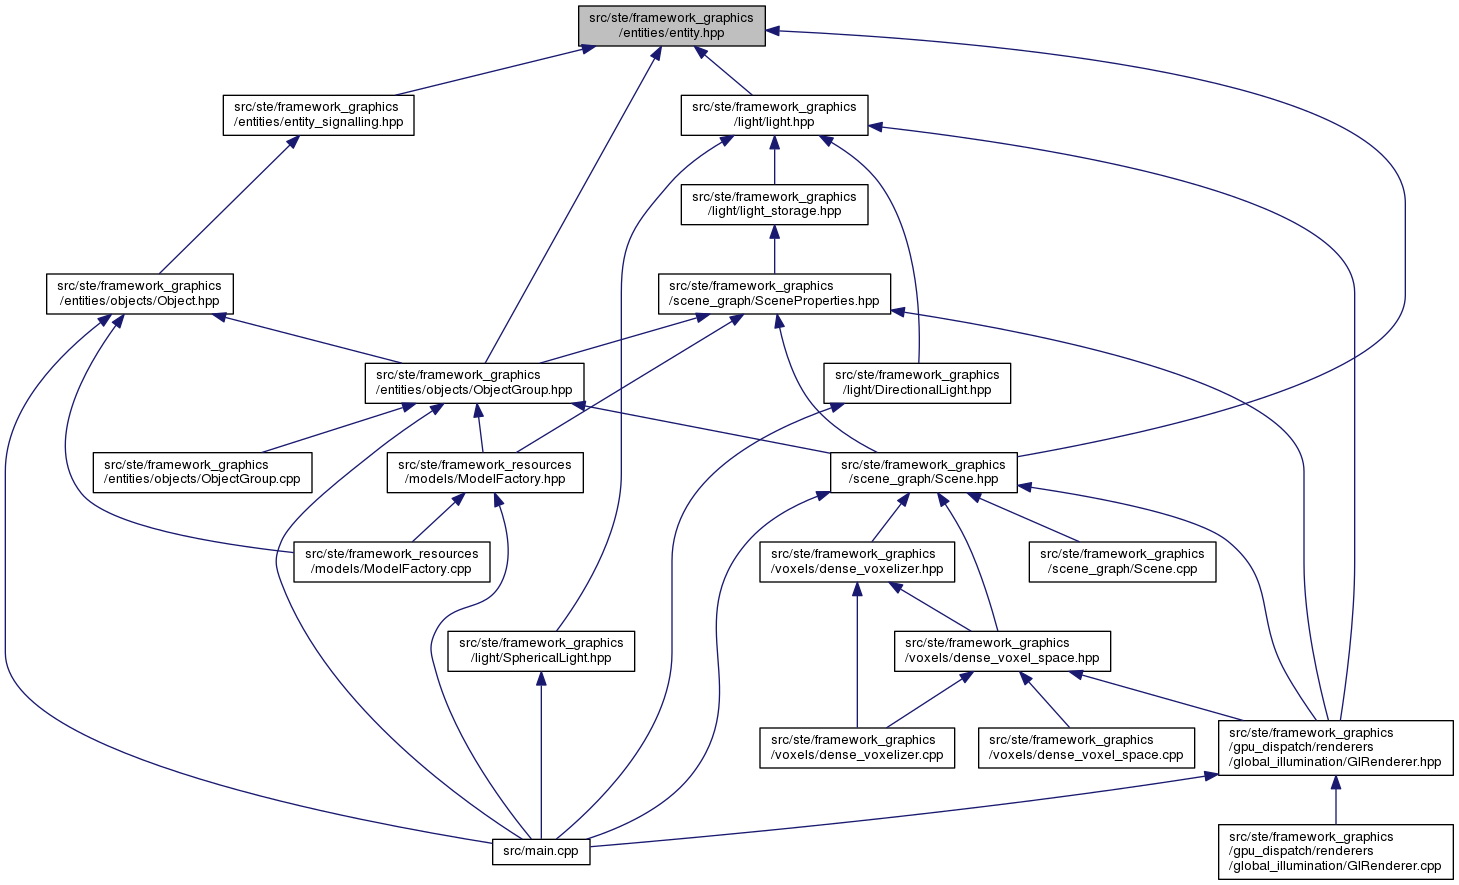 src/ste/framework_graphics
/entities/entity.hpp
src/ste/framework_graphics
/entities/entity_signalling.hpp
src/ste/framework_graphics
/light/light.hpp
src/ste/framework_graphics
/light/light_storage.hpp
src/ste/framework_graphics
/entities/objects/Object.hpp
src/ste/framework_graphics
/scene_graph/SceneProperties.hpp
src/ste/framework_graphics
/entities/objects/ObjectGroup.hpp
src/ste/framework_graphics
/light/DirectionalLight.hpp
src/ste/framework_graphics
/entities/objects/ObjectGroup.cpp
src/ste/framework_resources
/models/ModelFactory.hpp
src/ste/framework_graphics
/scene_graph/Scene.hpp
src/ste/framework_resources
/models/ModelFactory.cpp
src/ste/framework_graphics
/voxels/dense_voxelizer.hpp
src/ste/framework_graphics
/scene_graph/Scene.cpp
src/ste/framework_graphics
/light/SphericalLight.hpp
src/ste/framework_graphics
/voxels/dense_voxel_space.hpp
src/ste/framework_graphics
/voxels/dense_voxelizer.cpp
src/ste/framework_graphics
/voxels/dense_voxel_space.cpp
src/ste/framework_graphics
/gpu_dispatch/renderers
/global_illumination/GIRenderer.hpp
src/main.cpp
src/ste/framework_graphics
/gpu_dispatch/renderers
/global_illumination/GIRenderer.cpp